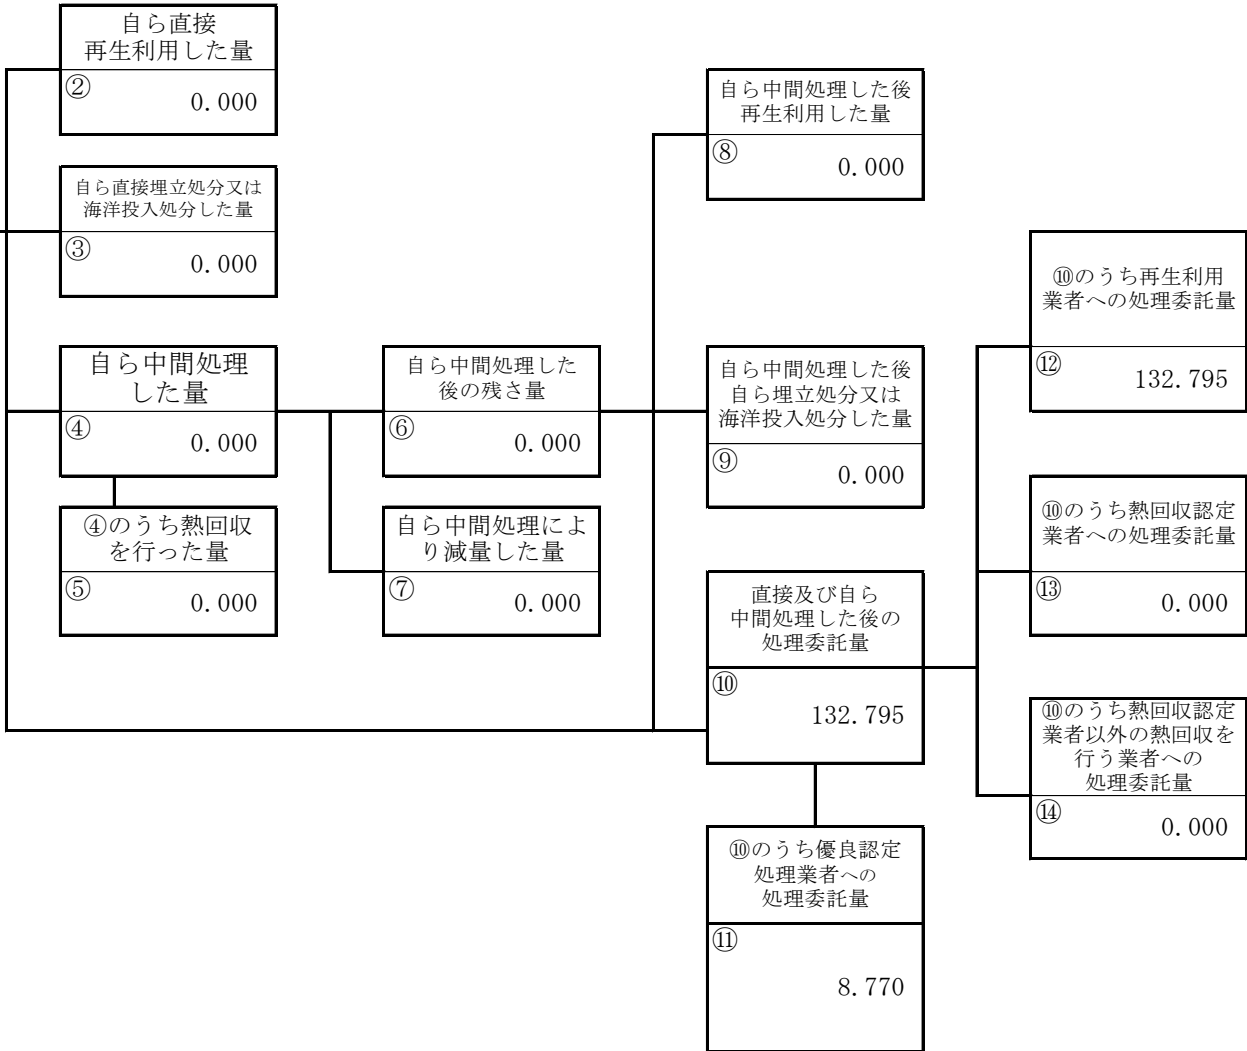 自ら直接
再生利用した量
②
0.000
自ら直接埋立処分又は
海洋投入処分した量
③
0.000
自ら中間処理
した量
④
0.000
④のうち熱回収
を行った量
⑤
0.000
自ら中間処理した
後の残さ量
⑥
0.000
自ら中間処理によ
り減量した量
⑦
0.000
自ら中間処理した後
再生利用した量
⑧
0.000
自ら中間処理した後
自ら埋立処分又は
海洋投入処分した量
⑨
0.000
直接及び自ら
中間処理した後の
処理委託量
⑩
132.795
⑩のうち優良認定
処理業者への
処理委託量
⑪
8.770
⑩のうち再生利用
業者への処理委託量
⑫
132.795
⑩のうち熱回収認定
業者への処理委託量
⑬
0.000
⑩のうち熱回収認定
業者以外の熱回収を
行う業者への
処理委託量
⑭
0.000